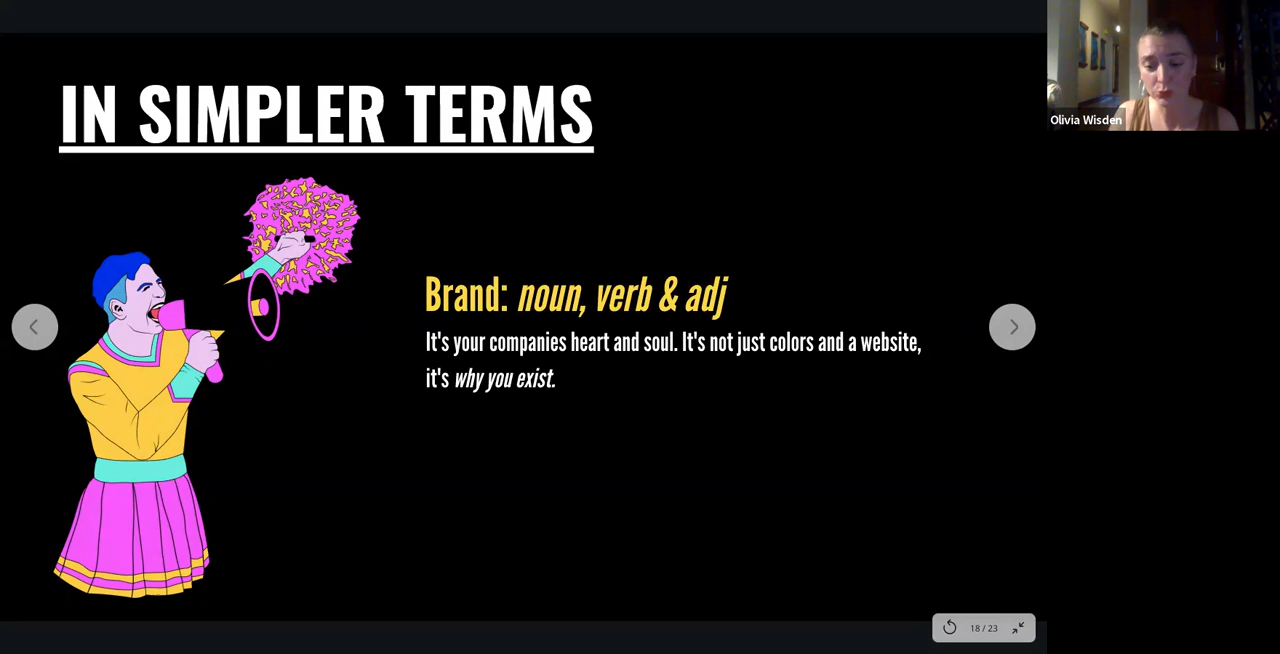 IN SIMPLER TERMS
Olivia Wisden
Brand: noun, verb & adj
It's your companies heart and soul. It's not just colors and a website,
it's why you exist.
18 / 23